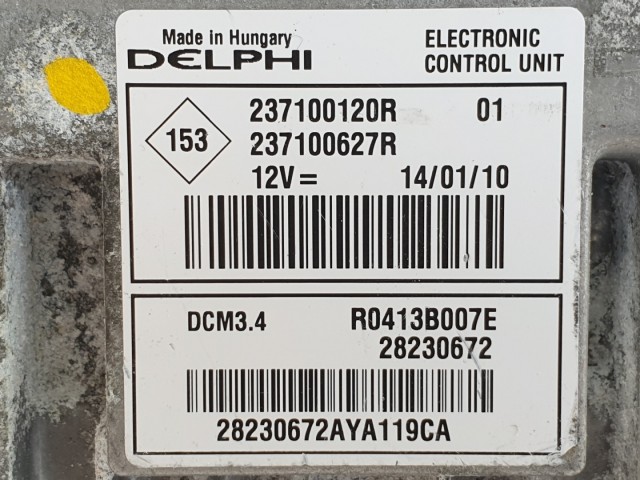 Made in Hungary
DELPHI
ELECTRONIC
CONTROL UNIT
153
237100120R 01
237100627R
12V= 14/01/10
DCM3.4 R0413B007E
28230672
28230672AYA119CA